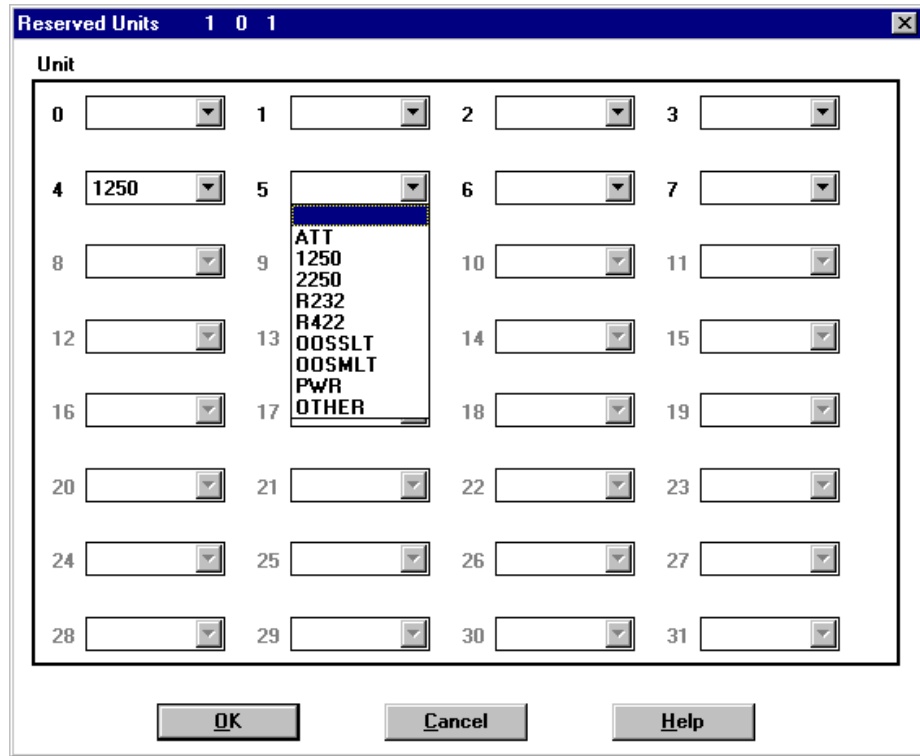 Reserved Units 1 0 1
Unit
0 1 2 3
4 1250 5 6 7
ATT
1250
2250
R232
R422
OOSSLT
OOSMLT
PWR
OTHER
8 9 10 11
12 13 14 15
16 17 18 19
20 21 22 23
24 25 26 27
28 29 30 31
OK Cancel Help